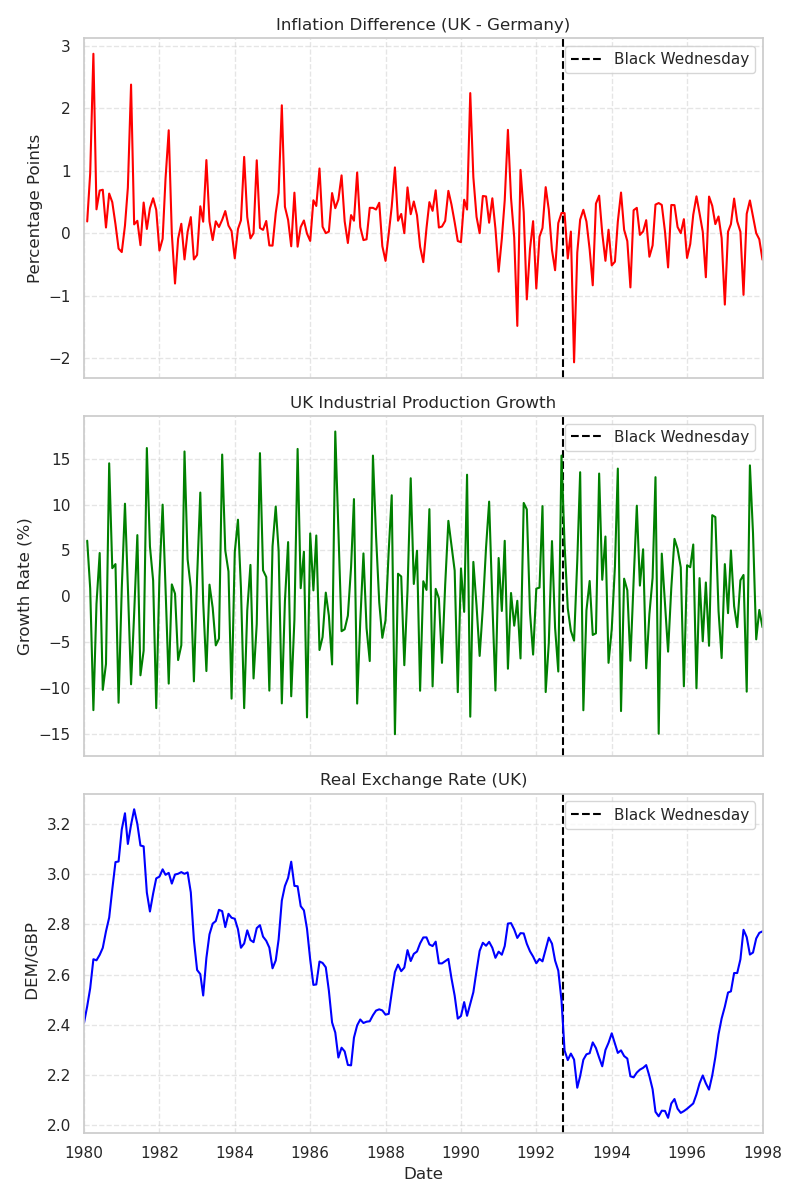 Inflation Difference (UK - Germany)
3
2
1
0
−1
−2
Percentage Points
Black Wednesday
UK Industrial Production Growth
15
10
5
0
−5
−10
−15
Growth Rate (%)
Black Wednesday
Real Exchange Rate (UK)
3.2
3.0
2.8
2.6
2.4
2.2
2.0
DEM/GBP
Black Wednesday
1980 1982 1984 1986 1988 1990 1992 1994 1996 1998
Date